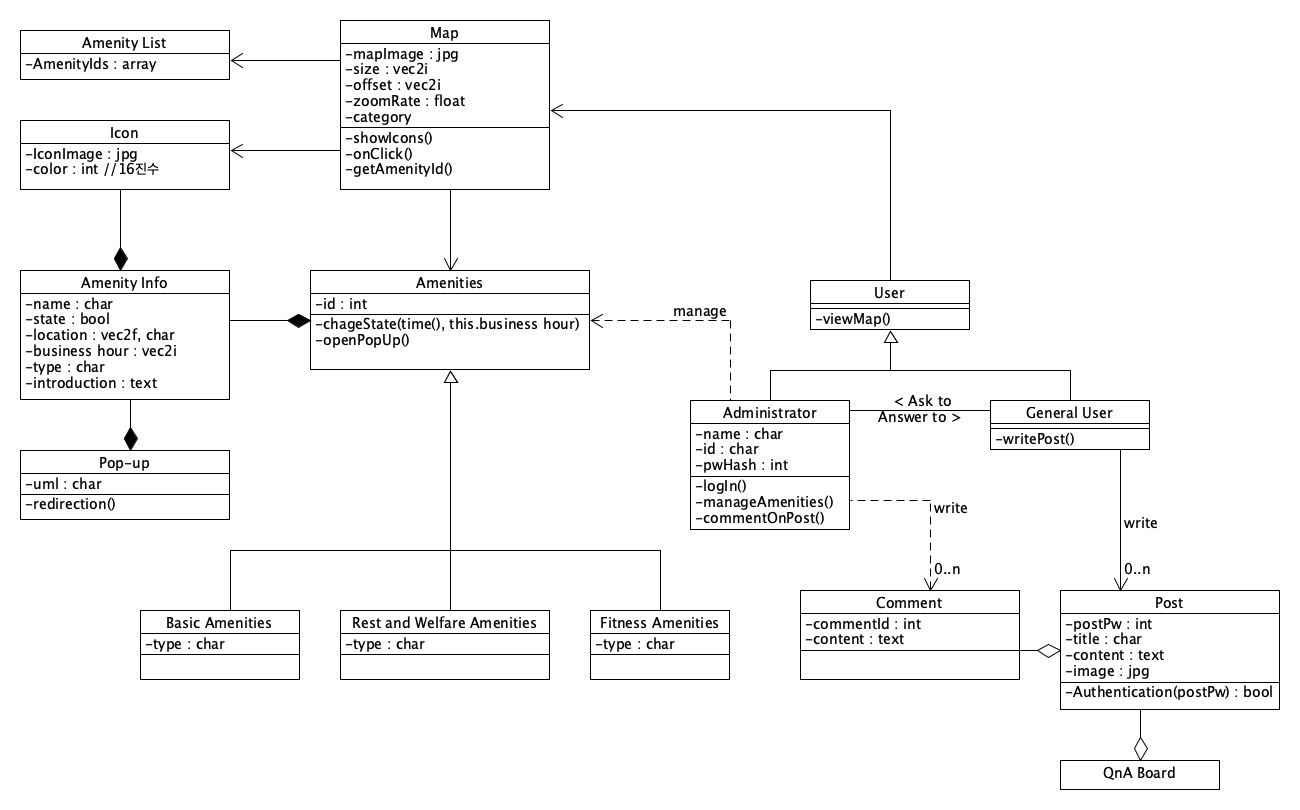 Amenity List
-AmenityIds : array
Map
-mapImage : jpg
-size : vec2i
-offset : vec2i
-zoomRate : float
-category
-showIcons()
-onClick()
-getAmenityId()
Icon
-IconImage : jpg
-color : int //16진수
Amenity Info
-name : char
-state : bool
-location : vec2f, char
-business hour : vec2i
-type : char
-introduction : text
Amenities
-id : int
-chageState(time(), this.business hour)
-openPopUp()
manage
User
-viewMap()
Pop-up
-uml : char
-redirection()
Administrator
-name : char
-id : char
-pwHash : int
-logIn()
-manageAmenities()
-commentOnPost()
< Ask to
Answer to >
General User
-writePost()
write
0..n
write
0..n
Basic Amenities
-type : char
Rest and Welfare Amenities
-type : char
Fitness Amenities
-type : char
Comment
-commentId : int
-content : text
Post
-postPw : int
-title : char
-content : text
-image : jpg
-Authentication(postPw) : bool
QnA Board